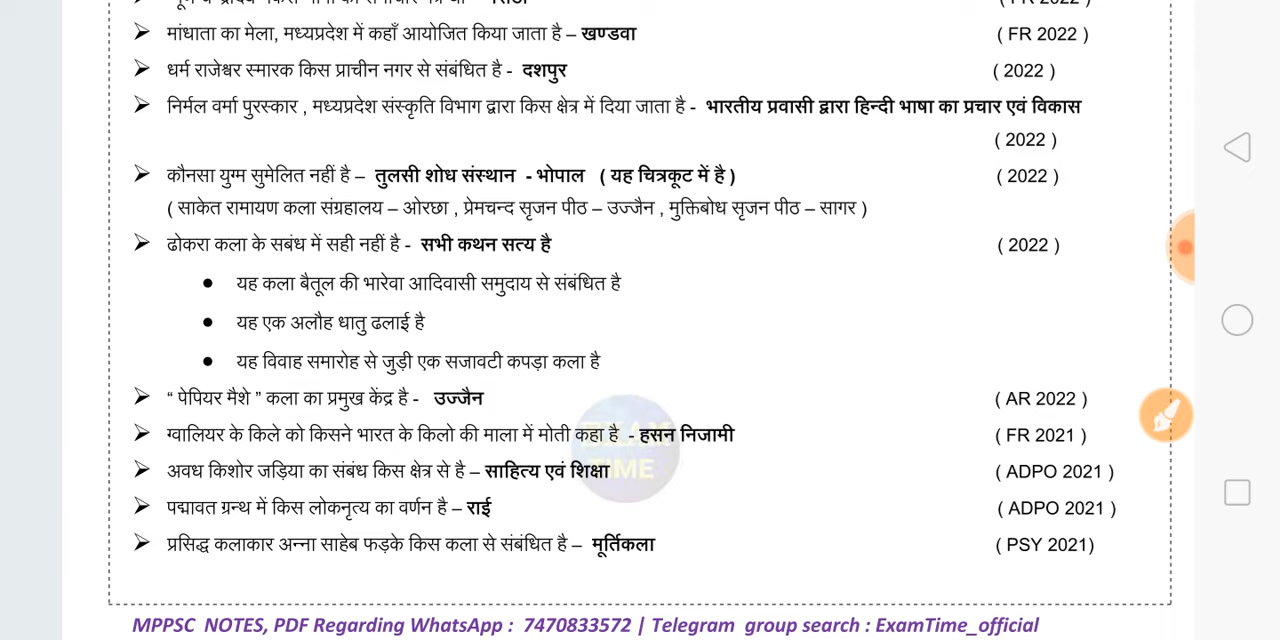 ( FR 2022 )
➢ मांधाता का मेला, मध्यप्रदेश में कहाँ आयोजित किया जाता है – खण्डवा ( FR 2022 )
➢ धर्म राजेश्वर स्मारक किस प्राचीन नगर से संबंधित है - दशपुर ( 2022 )
➢ निर्मल वर्मा पुरस्कार , मध्यप्रदेश संस्कृति विभाग द्वारा किस क्षेत्र में दिया जाता है - भारतीय प्रवासी द्वारा हिन्दी भाषा का प्रचार एवं विकास
( 2022 )
➢ कौनसा युग्म सुमेलित नहीं है – तुलसी शोध संस्थान - भोपाल ( यह चित्रकूट में है ) ( 2022 )
( साकेत रामायण कला संग्रहालय – ओरछा , प्रेमचन्द सृजन पीठ – उज्जैन , मुक्तिबोध सृजन पीठ – सागर )
➢ ढोकरा कला के सबंध में सही नहीं है - सभी कथन सत्य है ( 2022 )
● यह कला बैतूल की भारेवा आदिवासी समुदाय से संबंधित है
● यह एक अलौह धातु ढलाई है
● यह विवाह समारोह से जुड़ी एक सजावटी कपड़ा कला है
➢ “ पेपियर मैशे ” कला का प्रमुख केंद्र है - उज्जैन ( AR 2022 )
➢ ग्वालियर के किले को किसने भारत के किलो की माला में मोती कहा है - हसन निजामी ( FR 2021 )
➢ अवध किशोर जड़िया का संबंध किस क्षेत्र से है – साहित्य एवं शिक्षा ( ADPO 2021 )
➢ पद्मावत ग्रन्थ में किस लोकनृत्य का वर्णन है – राई ( ADPO 2021 )
➢ प्रसिद्ध कलाकार अन्ना साहेब फड़के किस कला से संबंधित है – मूर्तिकला ( PSY 2021)
MPPSC NOTES, PDF Regarding WhatsApp : 7470833572 | Telegram group search : ExamTime_official